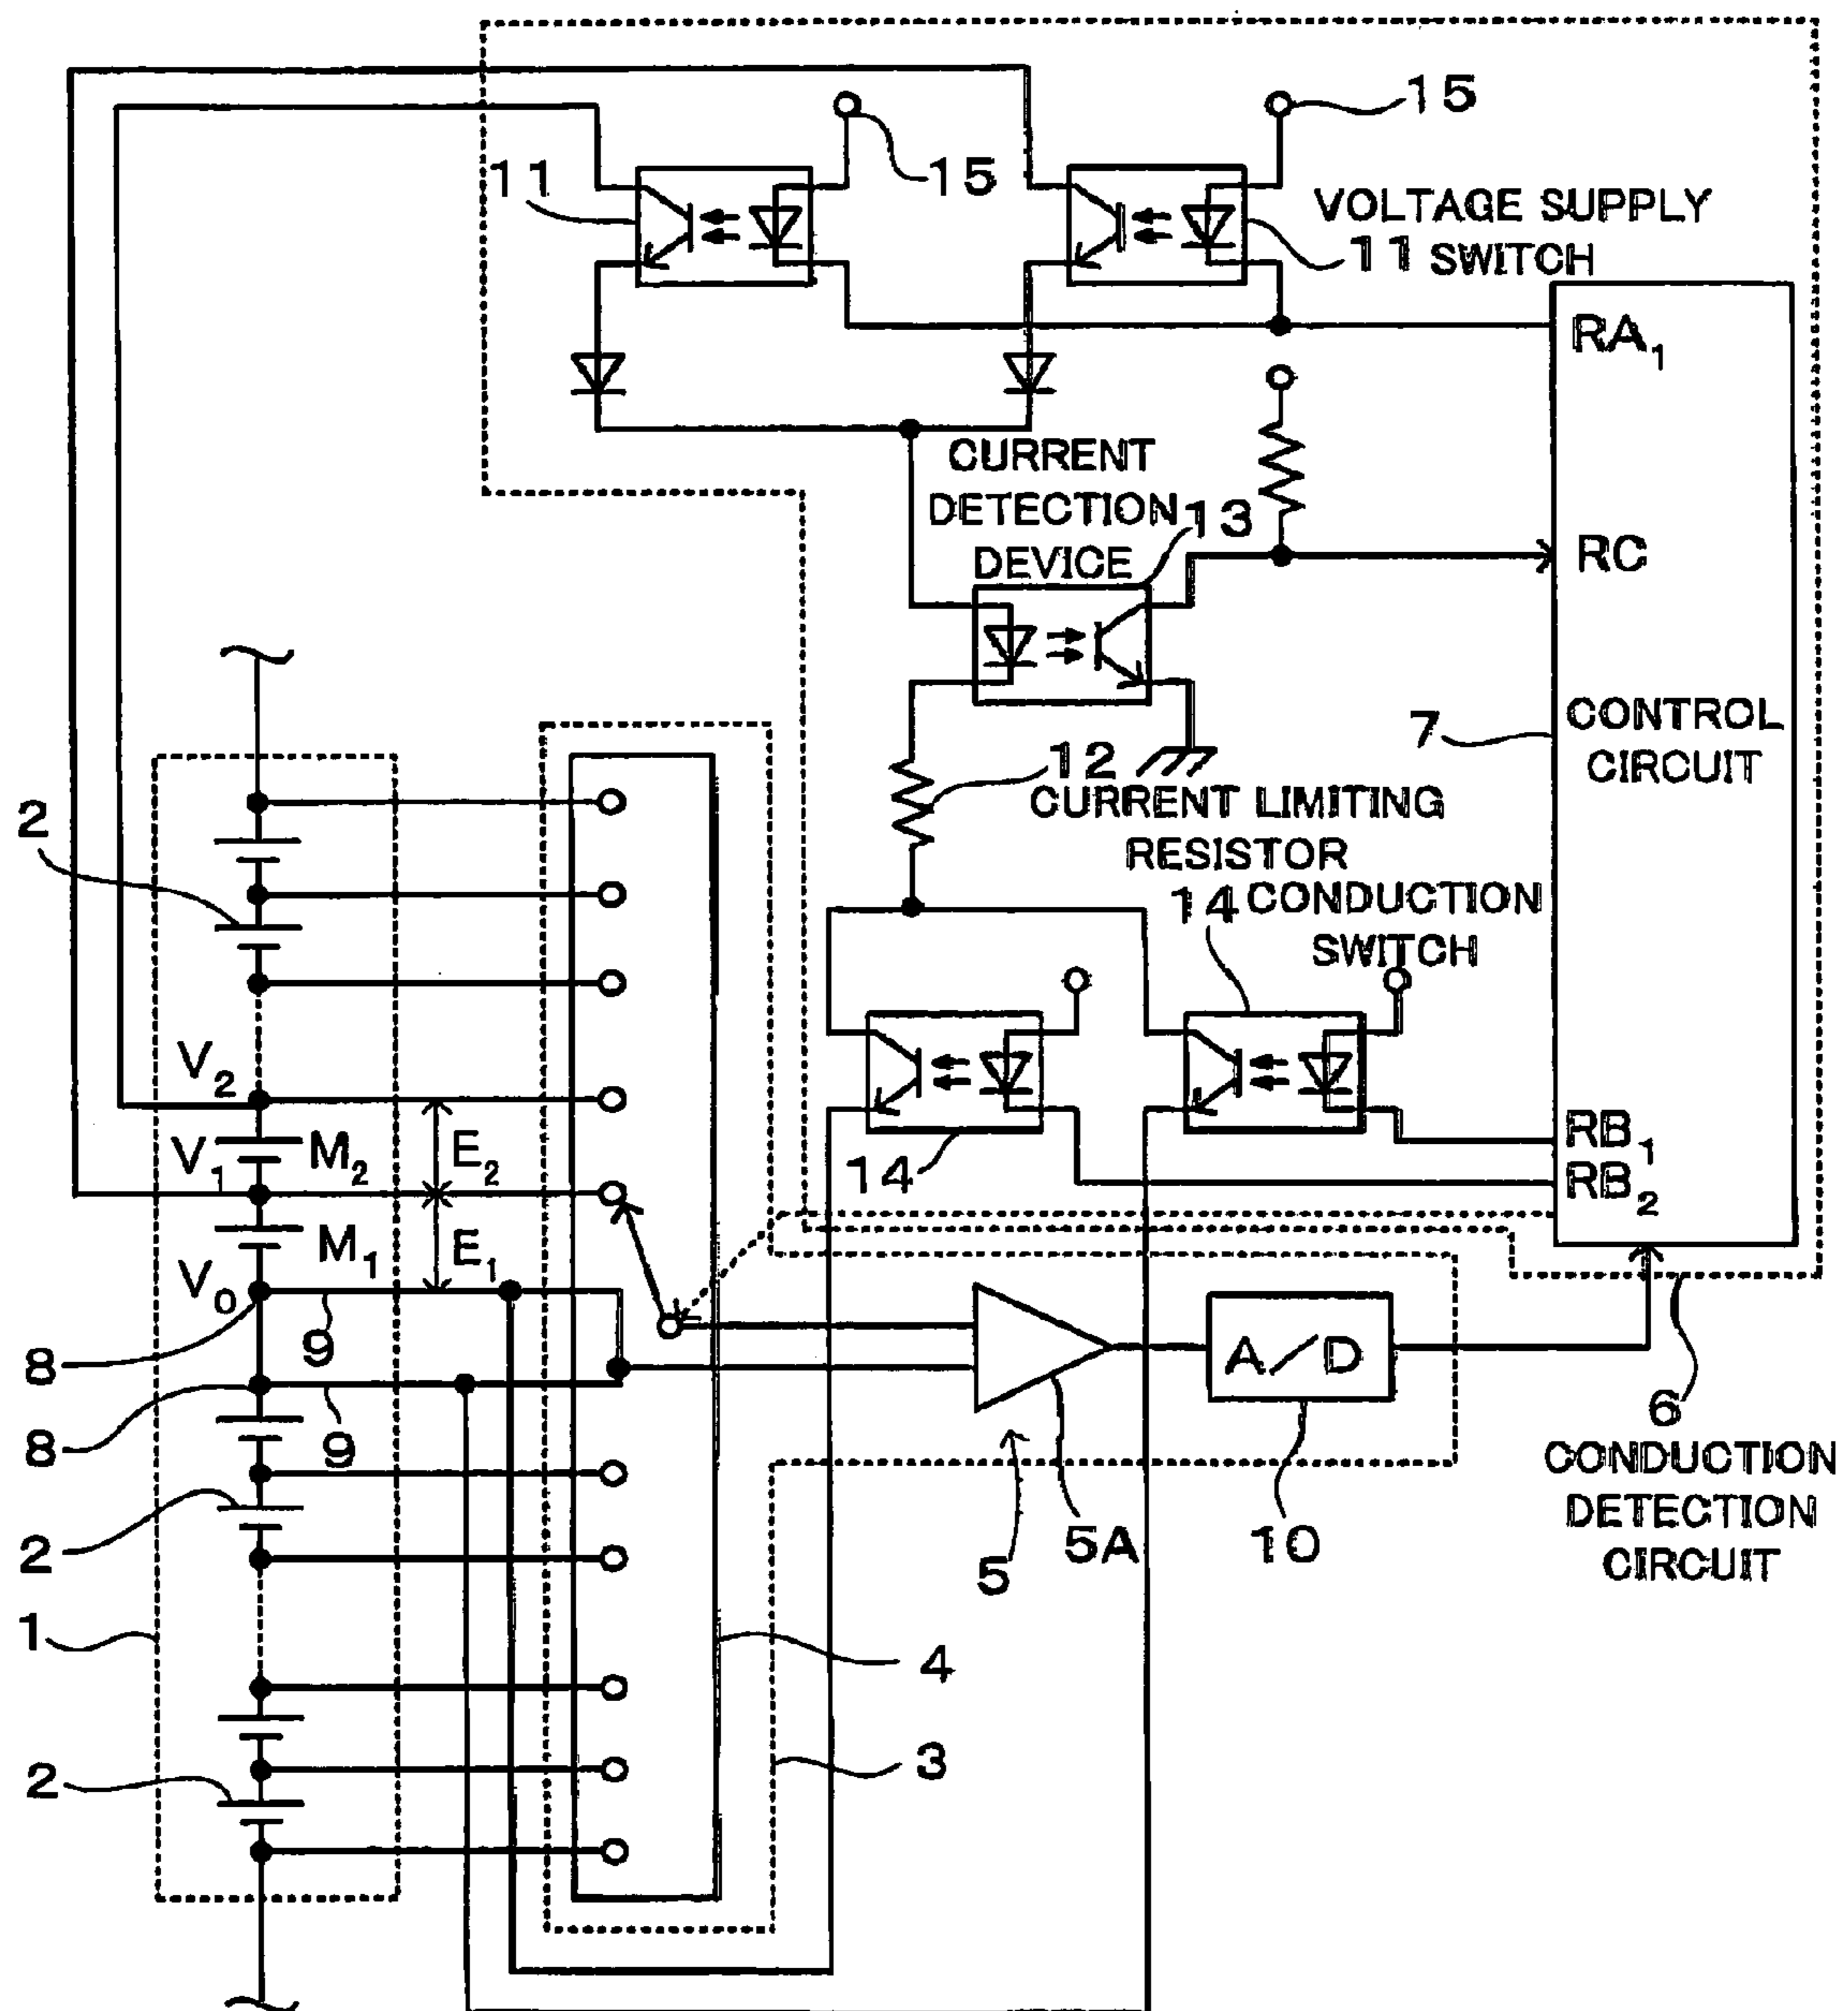 15
15
11
VOLTAGE SUPPLY
11 SWITCH
RA1
CURRENT
DETECTION 13
DEVICE
RC
7
CONTROL
CIRCUIT
12
CURRENT LIMITING
RESISTOR
2
14 CONDUCTION
SWITCH
V2
V1
M2
E2
14
RB1
RB2
M1
E1
V0
9
8
A/D
6
8
9
CONDUCTION
DETECTION
CIRCUIT
2
5
5A
10
1
4
3
2